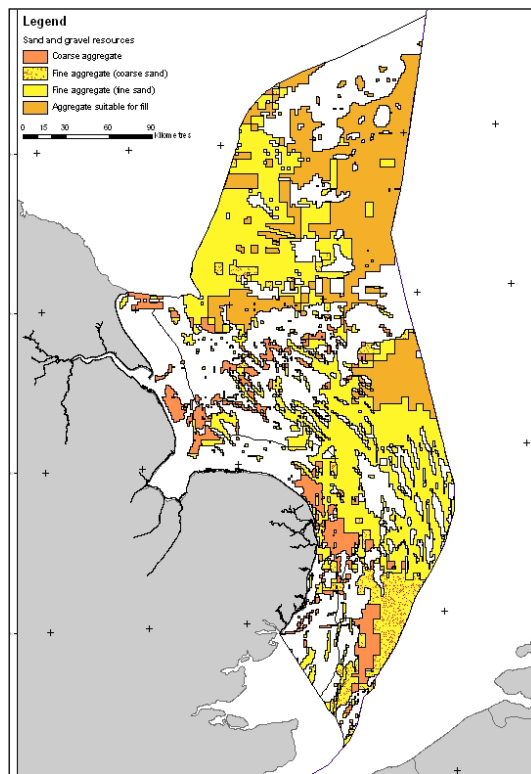 Legend
Sand and gravel resources
Coarse aggregate
Fine aggregate (coarse sand)
Fine aggregate (fine sand)
Aggregate suitable for fill
0 15 30 60 90
Kilometres